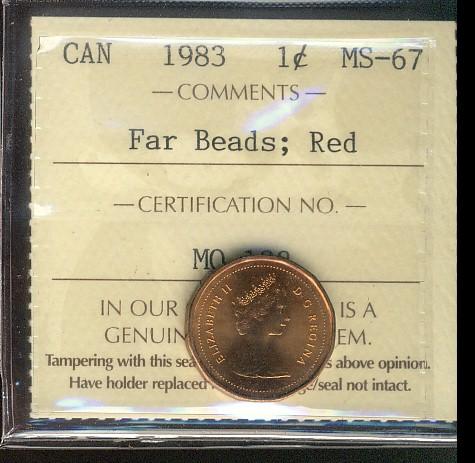 CAN 1983 1¢ MS-67
— COMMENTS —
Far Beads; Red
— CERTIFICATION NO. —
IN OUR IS A
GENUIN EM.
Tampering with this sea s above opinion.
Have holder replaced /seal not intact.
ELIZABETH II D·G·REGINA